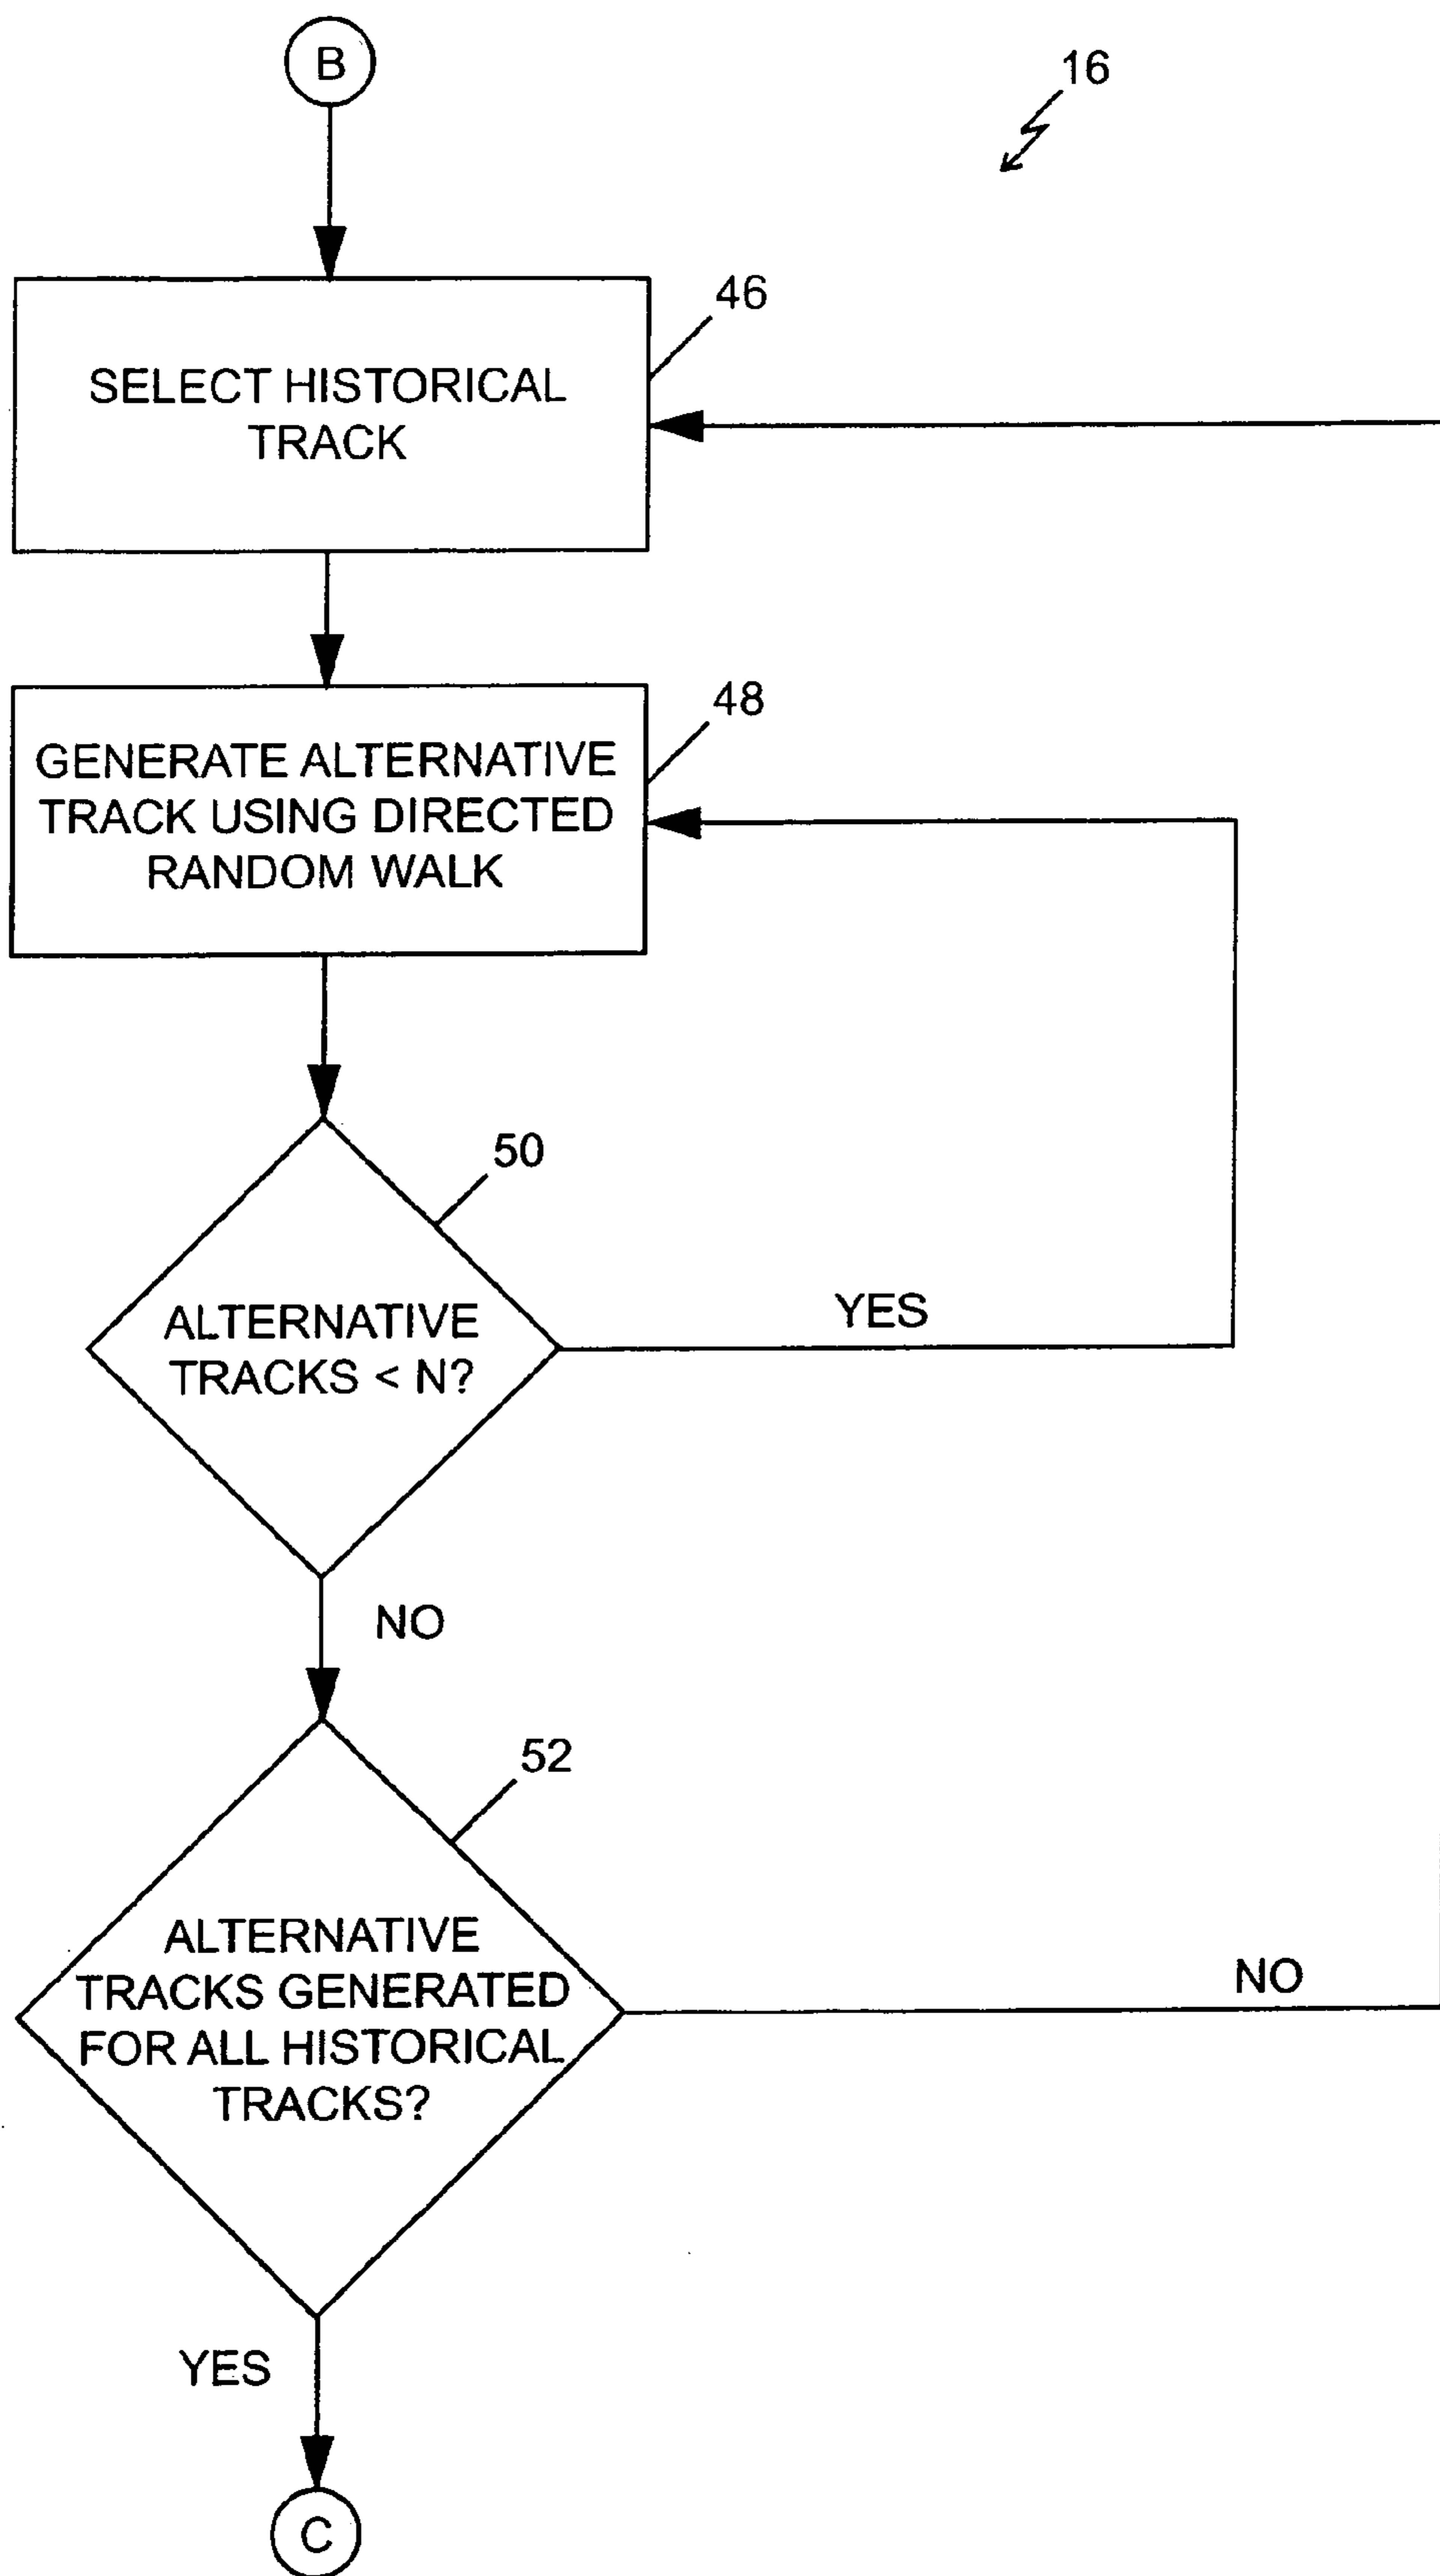 B
16
46
SELECT HISTORICAL
TRACK
48
GENERATE ALTERNATIVE
TRACK USING DIRECTED
RANDOM WALK
50
ALTERNATIVE
TRACKS < N?
YES
NO
52
ALTERNATIVE
TRACKS GENERATED
FOR ALL HISTORICAL
TRACKS?
NO
YES
C